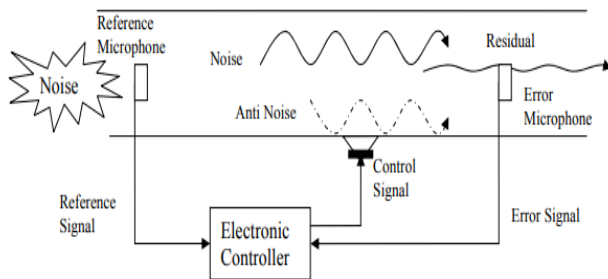 Reference
Microphone
Noise
Noise
Residual
Anti Noise
Error
Microphone
Control
Signal
Reference
Signal
Electronic
Controller
Error Signal